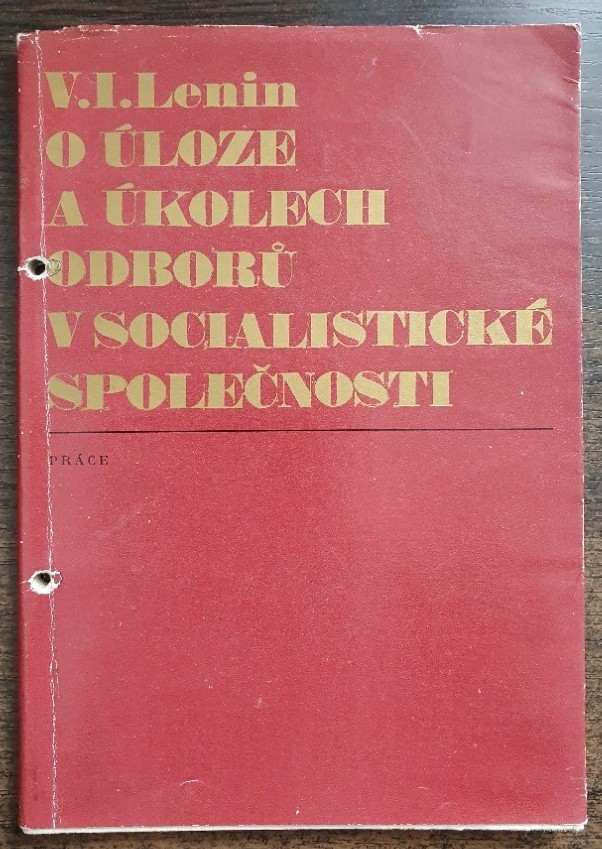 V.I.Lenin
O ÚLOZE
A ÚKOLECH
ODBORŮ
V SOCIALISTICKÉ
SPOLEČNOSTI
PRÁCE